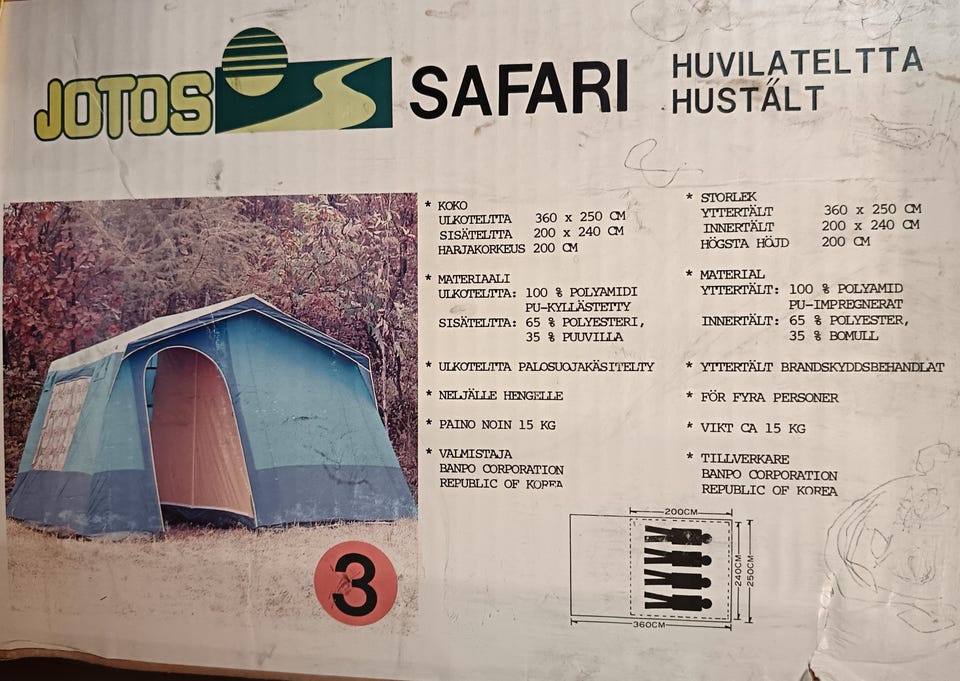 JOTOS
SAFARI
HUVILATELTTA
HUSTÄLT
* KOKO
ULKOTELTTA 360 x 250 CM
SISÄTELTTA 200 x 240 CM
HARJAKORKEUS 200 CM
* MATERIAALI
ULKOTELTTA: 100 % POLYAMIDI
PU-KYLLÄSTETTY
SISÄTELTTA: 65 % POLYESTERI,
35 % PUUVILLA
* ULKOTELTTA PALOSUOJAKÄSITELTY
* NELJÄLLE HENGELLE
* PAINO NOIN 15 KG
* VALMISTAJA
BANPO CORPORATION
REPUBLIC OF KOREA
* STORLEK
YTTERTÄLT 360 x 250 CM
INNERTÄLT 200 x 240 CM
HÖGSTA HÖJD 200 CM
* MATERIAL
YTTERTÄLT: 100 % POLYAMID
PU-IMPREGNERAT
INNERTÄLT: 65 % POLYESTER,
35 % BOMULL
* YTTERTÄLT BRANDSKYDDSBEHANDLAT
* FÖR FYRA PERSONER
* VIKT CA 15 KG
* TILLVERKARE
BANPO CORPORATION
REPUBLIC OF KOREA
200CM
240CM
250CM
360CM
3